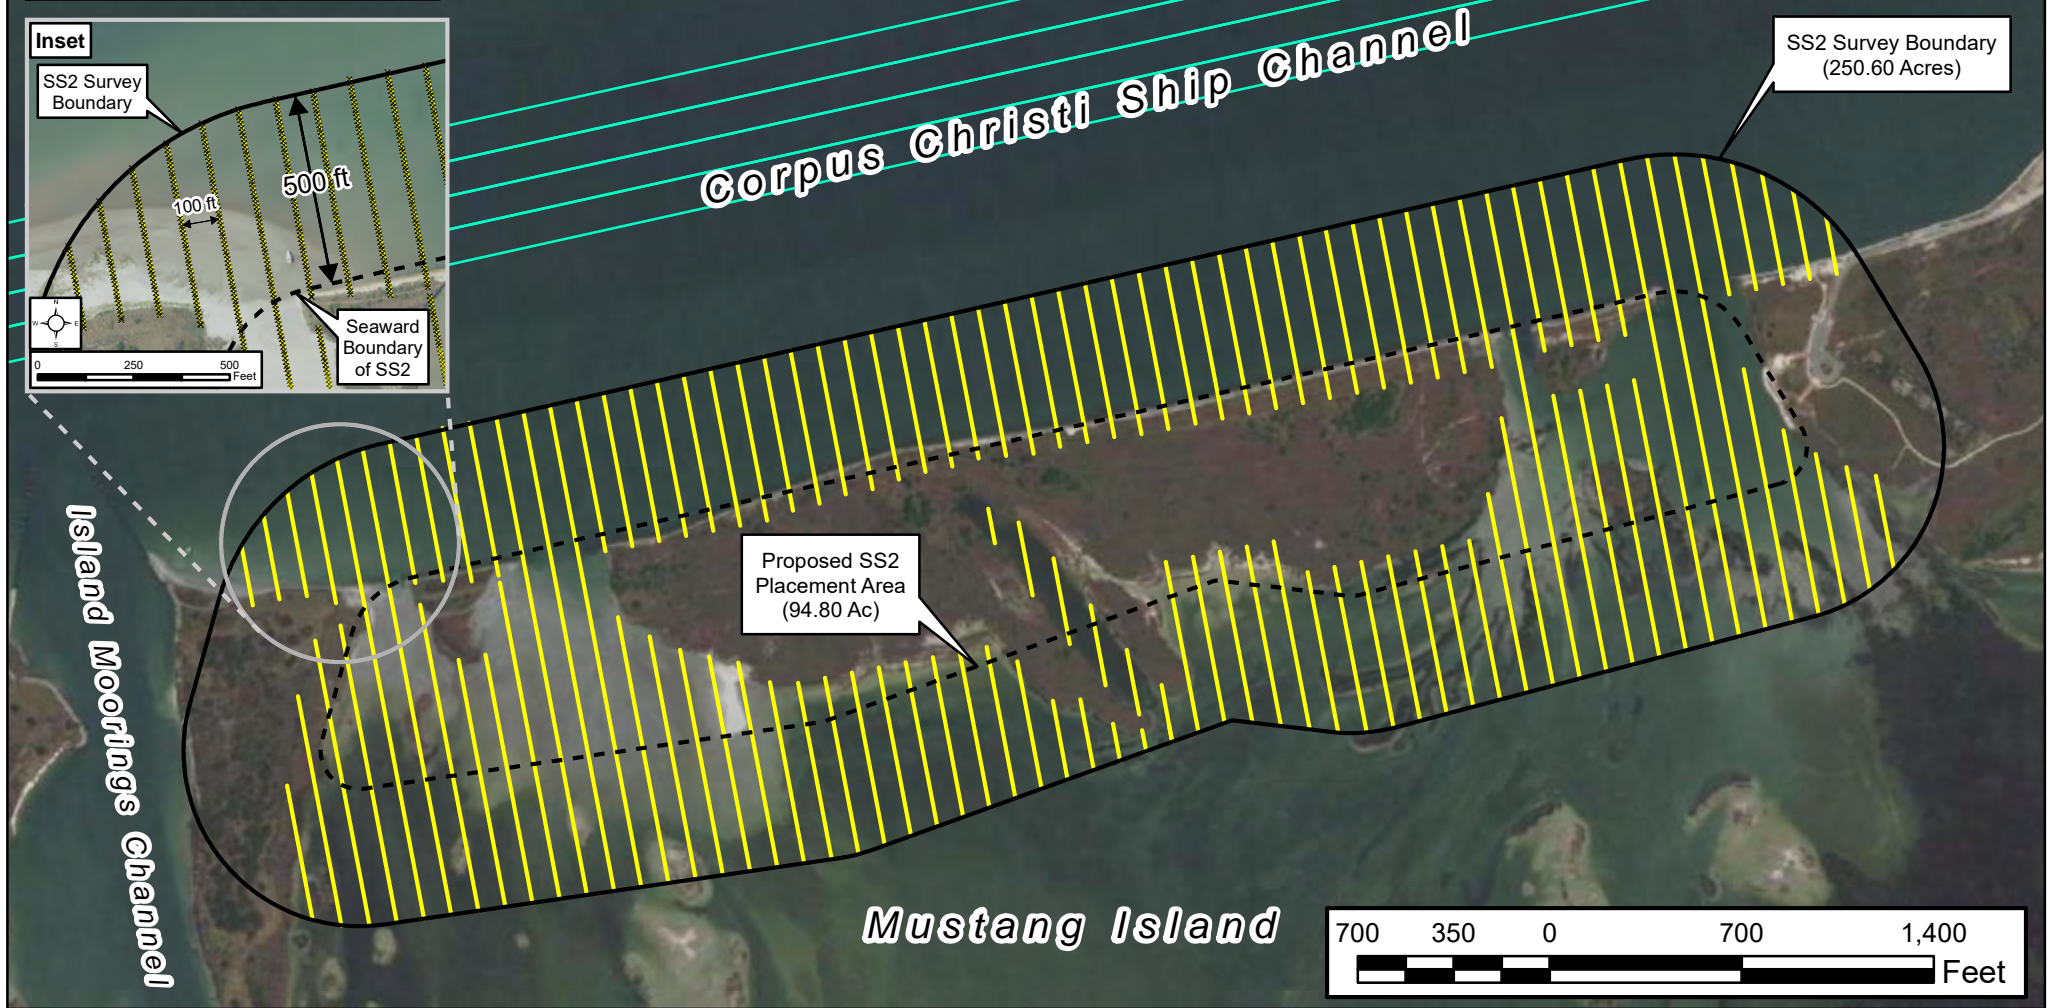 Inset
SS2 Survey
Boundary
500 ft
100 ft
N
W
E
S
Seaward
Boundary
of SS2
0 250 500
Feet
Corpus Christi Ship Channel
SS2 Survey Boundary
(250.60 Acres)
Island Moorings Channel
Proposed SS2
Placement Area
(94.80 Ac)
Mustang Island
700 350 0 700 1,400
Feet